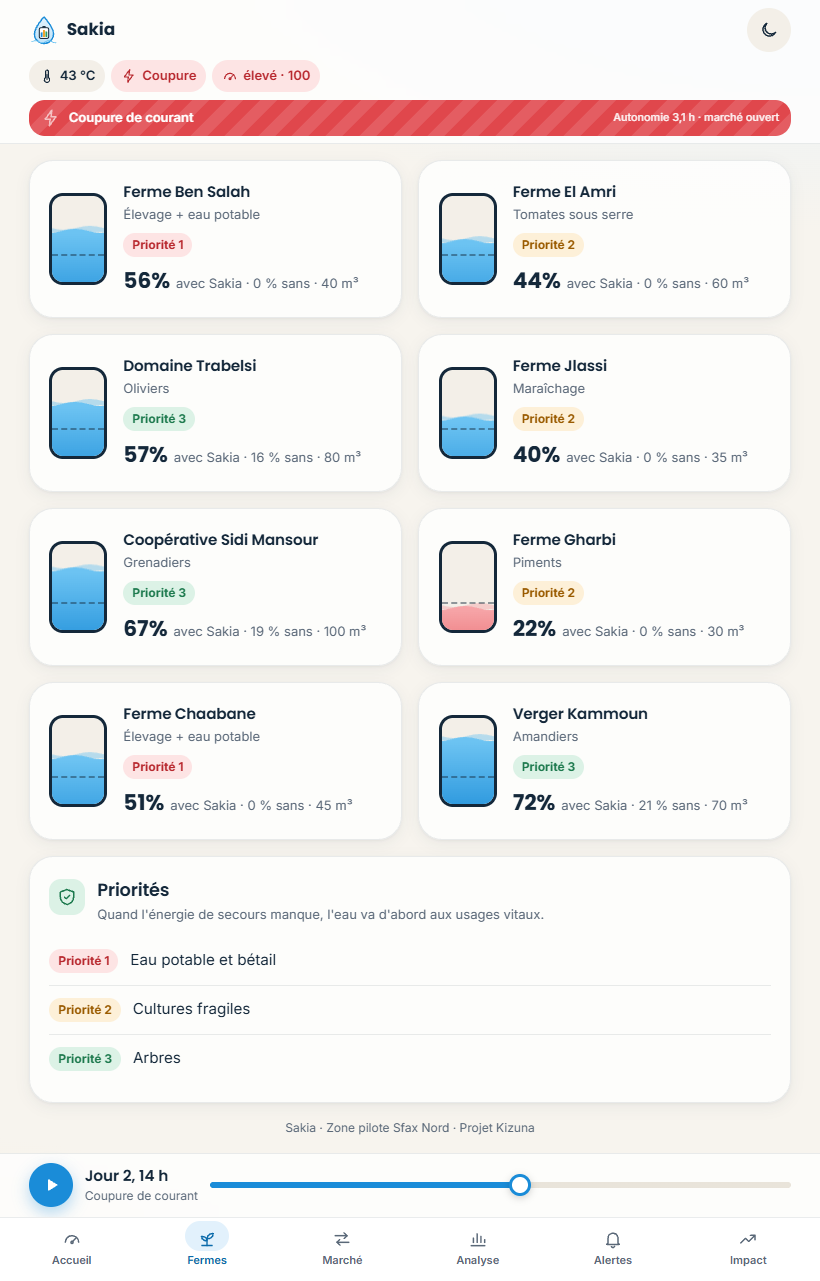 Sakia
43 °C
Coupure
élevé · 100
Coupure de courant
Autonomie 3,1 h · marché ouvert
Ferme Ben Salah
Élevage + eau potable
Priorité 1
56% avec Sakia · 0 % sans · 40 m³
Ferme El Amri
Tomates sous serre
Priorité 2
44% avec Sakia · 0 % sans · 60 m³
Domaine Trabelsi
Oliviers
Priorité 3
57% avec Sakia · 16 % sans · 80 m³
Ferme Jlassi
Maraîchage
Priorité 2
40% avec Sakia · 0 % sans · 35 m³
Coopérative Sidi Mansour
Grenadiers
Priorité 3
67% avec Sakia · 19 % sans · 100 m³
Ferme Gharbi
Piments
Priorité 2
22% avec Sakia · 0 % sans · 30 m³
Ferme Chaabane
Élevage + eau potable
Priorité 1
51% avec Sakia · 0 % sans · 45 m³
Verger Kammoun
Amandiers
Priorité 3
72% avec Sakia · 21 % sans · 70 m³
Priorités
Quand l'énergie de secours manque, l'eau va d'abord aux usages vitaux.
Priorité 1 Eau potable et bétail
Priorité 2 Cultures fragiles
Priorité 3 Arbres
Sakia · Zone pilote Sfax Nord · Projet Kizuna
Jour 2, 14 h
Coupure de courant
Accueil
Fermes
Marché
Analyse
Alertes
Impact